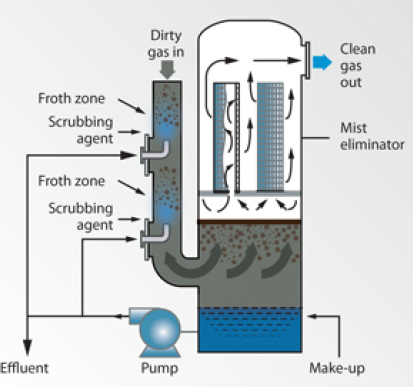 Dirty
gas in
Clean
gas
out
Froth zone
Scrubbing
agent
Mist
eliminator
Froth zone
Scrubbing
agent
Effluent
Pump
Make-up